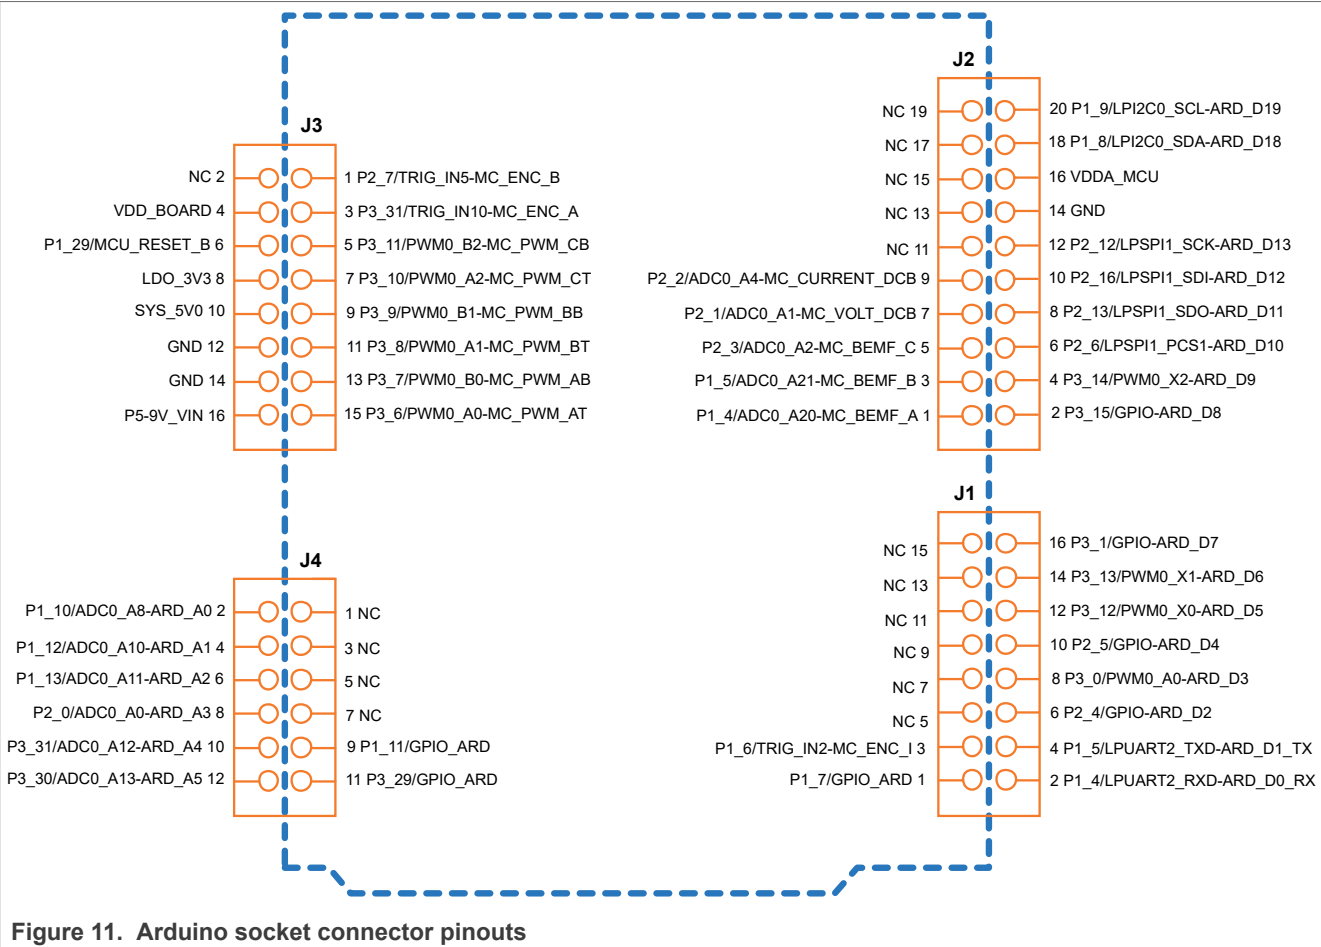 J3
NC 2
1 P2_7/TRIG_IN5-MC_ENC_B
VDD_BOARD 4
3 P3_31/TRIG_IN10-MC_ENC_A
P1_29/MCU_RESET_B 6
5 P3_11/PWM0_B2-MC_PWM_CB
LDO_3V3 8
7 P3_10/PWM0_A2-MC_PWM_CT
SYS_5V0 10
9 P3_9/PWM0_B1-MC_PWM_BB
GND 12
11 P3_8/PWM0_A1-MC_PWM_BT
GND 14
13 P3_7/PWM0_B0-MC_PWM_AB
P5-9V_VIN 16
15 P3_6/PWM0_A0-MC_PWM_AT
J2
NC 19
20 P1_9/LPI2C0_SCL-ARD_D19
NC 17
18 P1_8/LPI2C0_SDA-ARD_D18
NC 15
16 VDDA_MCU
NC 13
14 GND
NC 11
12 P2_12/LPSPI1_SCK-ARD_D13
P2_2/ADC0_A4-MC_CURRENT_DCB 9
10 P2_16/LPSPI1_SDI-ARD_D12
P2_1/ADC0_A1-MC_VOLT_DCB 7
8 P2_13/LPSPI1_SDO-ARD_D11
P2_3/ADC0_A2-MC_BEMF_C 5
6 P2_6/LPSPI1_PCS1-ARD_D10
P1_5/ADC0_A21-MC_BEMF_B 3
4 P3_14/PWM0_X2-ARD_D9
P1_4/ADC0_A20-MC_BEMF_A 1
2 P3_15/GPIO-ARD_D8
J4
P1_10/ADC0_A8-ARD_A0 2
1 NC
P1_12/ADC0_A10-ARD_A1 4
3 NC
P1_13/ADC0_A11-ARD_A2 6
5 NC
P2_0/ADC0_A0-ARD_A3 8
7 NC
P3_31/ADC0_A12-ARD_A4 10
9 P1_11/GPIO_ARD
P3_30/ADC0_A13-ARD_A5 12
11 P3_29/GPIO_ARD
J1
NC 15
16 P3_1/GPIO-ARD_D7
NC 13
14 P3_13/PWM0_X1-ARD_D6
NC 11
12 P3_12/PWM0_X0-ARD_D5
NC 9
10 P2_5/GPIO-ARD_D4
NC 7
8 P3_0/PWM0_A0-ARD_D3
NC 5
6 P2_4/GPIO-ARD_D2
P1_6/TRIG_IN2-MC_ENC_I 3
4 P1_5/LPUART2_TXD-ARD_D1_TX
P1_7/GPIO_ARD 1
2 P1_4/LPUART2_RXD-ARD_D0_RX
Figure 11. Arduino socket connector pinouts